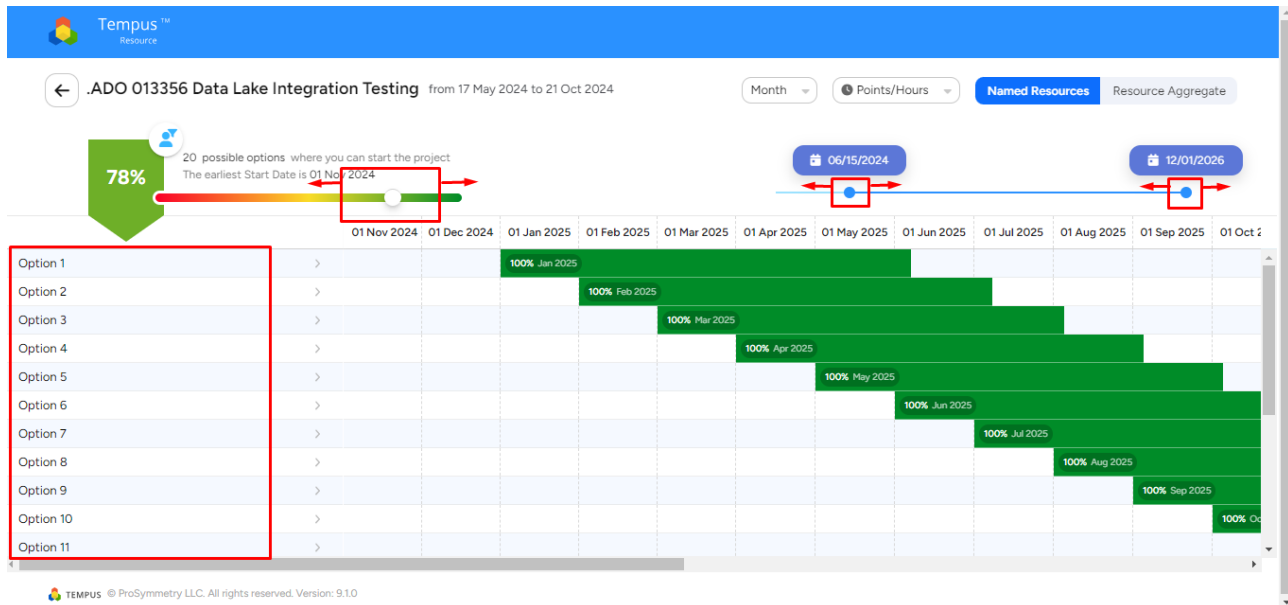 Tempus ™
Resource
.ADO 013356 Data Lake Integration Testing from 17 May 2024 to 21 Oct 2024
Month
Points/Hours
Named Resources
Resource Aggregate
78%
20 possible options where you can start the project
The earliest Start Date is 01 Nov 2024
06/15/2024
12/01/2026
01 Nov 2024 01 Dec 2024 01 Jan 2025 01 Feb 2025 01 Mar 2025 01 Apr 2025 01 May 2025 01 Jun 2025 01 Jul 2025 01 Aug 2025 01 Sep 2025 01 Oct 2
Option 1 100% Jan 2025
Option 2 100% Feb 2025
Option 3 100% Mar 2025
Option 4 100% Apr 2025
Option 5 100% May 2025
Option 6 100% Jun 2025
Option 7 100% Jul 2025
Option 8 100% Aug 2025
Option 9 100% Sep 2025
Option 10 100% Oc
Option 11
TEMPUS © ProSymmetry LLC. All rights reserved. Version: 9.1.0